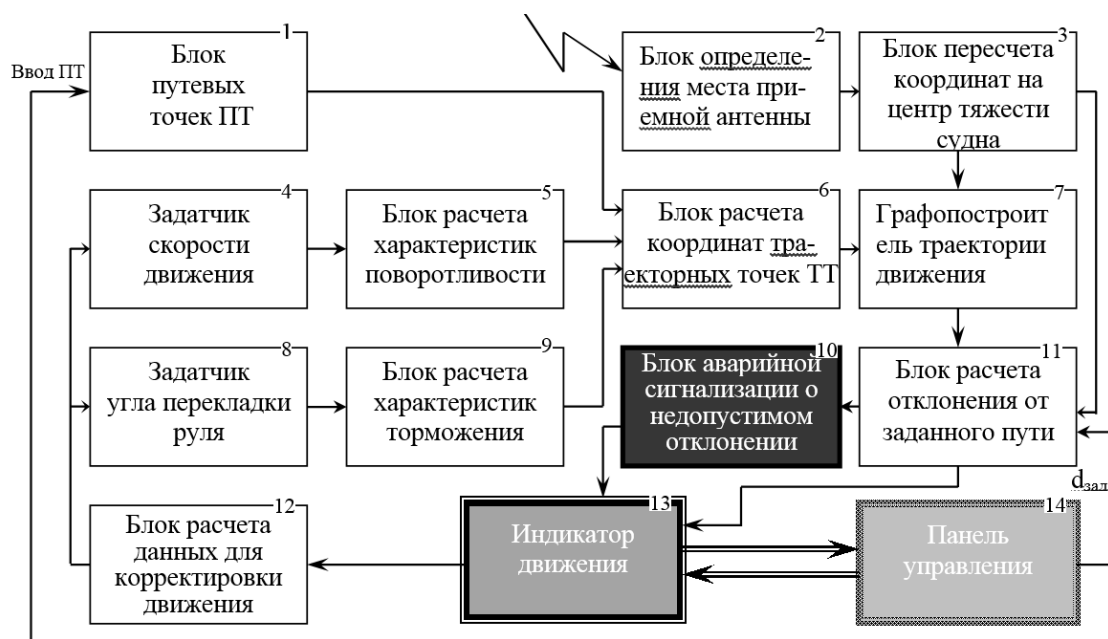 Ввод ПТ
1
Блок
путевых
точек ПТ
2
Блок определе-
ния места при-
емной антенны
3
Блок пересчета
координат на
центр тяжести
судна
4
Задатчик
скорости
движения
5
Блок расчета
характеристик
поворотливости
6
Блок расчета
координат тра-
екторных точек ТТ
7
Графопостроит
ель траектории
движения
8
Задатчик
угла перекладки
руля
9
Блок расчета
характеристик
торможения
10
Блок аварийной
сигнализации о
недопустимом
отклонении
11
Блок расчета
отклонения от
заданного пути
dзад
12
Блок расчета
данных для
корректировки
движения
13
Индикатор
движения
14
Панель
управления